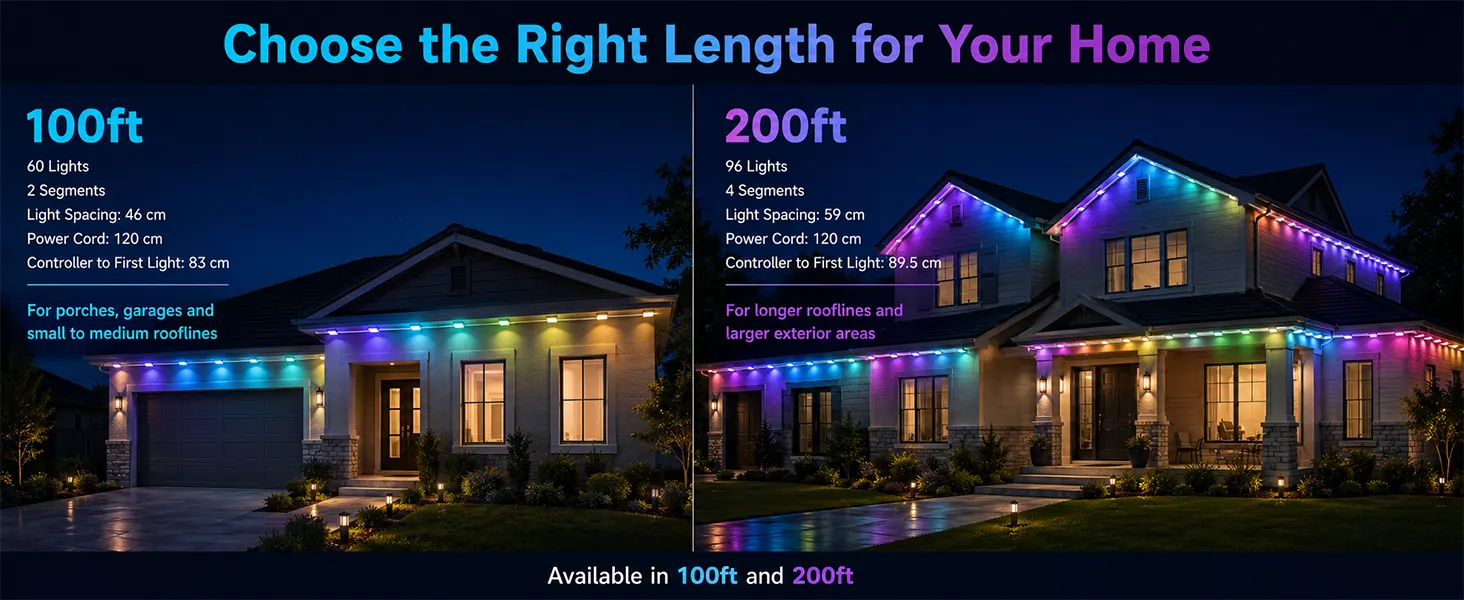 Choose the Right Length for Your Home
100ft
60 Lights
2 Segments
Light Spacing: 46 cm
Power Cord: 120 cm
Controller to First Light: 83 cm
For porches, garages and
small to medium rooflines
200ft
96 Lights
4 Segments
Light Spacing: 59 cm
Power Cord: 120 cm
Controller to First Light: 89.5 cm
For longer rooflines and
larger exterior areas
Available in 100ft and 200ft